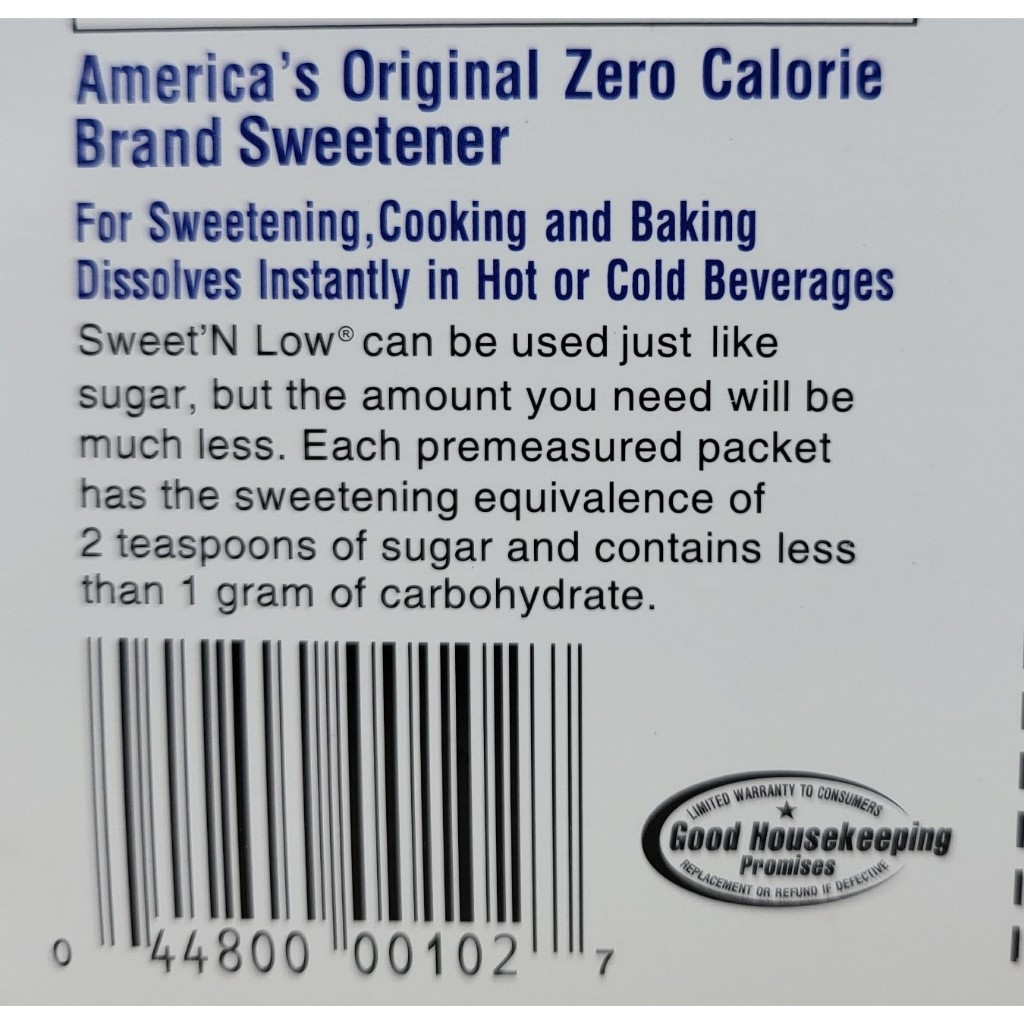 America's Original Zero Calorie
Brand Sweetener
For Sweetening,Cooking and Baking
Dissolves Instantly in Hot or Cold Beverages
Sweet'N Low® can be used just like
sugar, but the amount you need will be
much less. Each premeasured packet
has the sweetening equivalence of
2 teaspoons of sugar and contains less
than 1 gram of carbohydrate.
LIMITED WARRANTY TO CONSUMERS
Good Housekeeping
Promises
REPLACEMENT OR REFUND IF DEFECTIVE
0 44800 00102 7